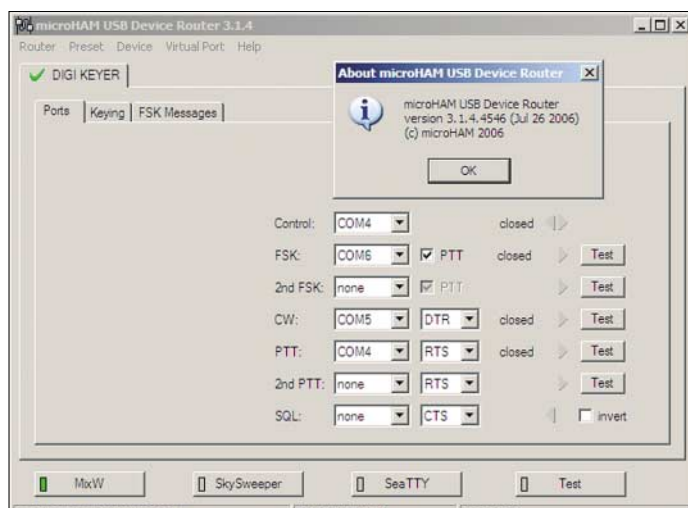 microHAM USB Device Router 3.1.4
Router Preset Device Virtual Port Help
DIGI KEYER
Ports Keying FSK Messages
About microHAM USB Device Router
microHAM USB Device Router
version 3.1.4.4546 (Jul 26 2006)
(c) microHAM 2006
OK
Control: COM4 closed
FSK: COM6 PTT closed Test
2nd FSK: none PTT Test
CW: COM5 DTR closed Test
PTT: COM4 RTS closed Test
2nd PTT: none RTS Test
SQL: none CTS invert
MixW SkySweeper SeaTTY Test